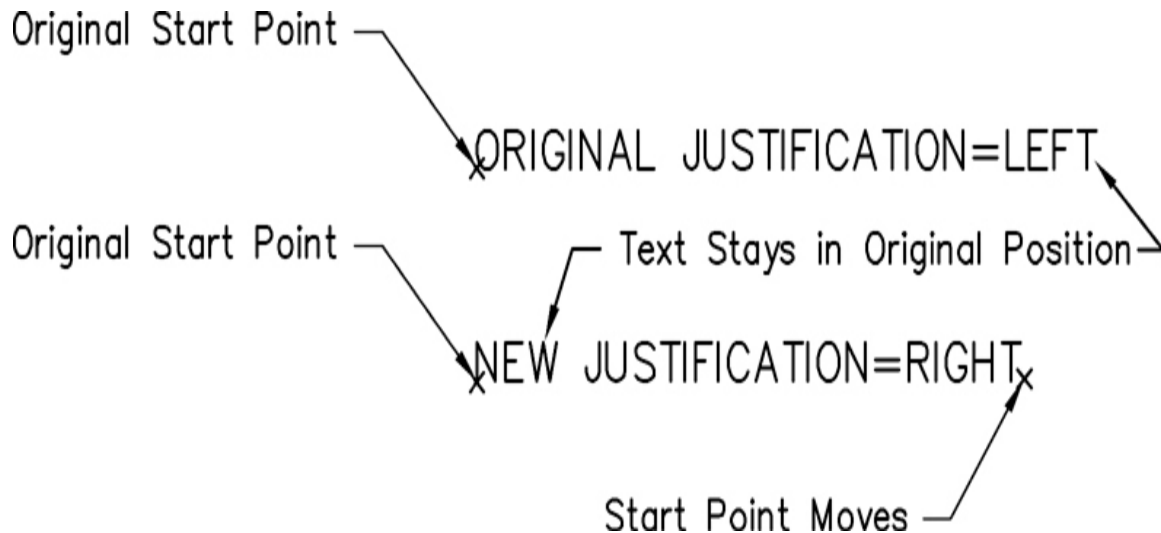 Original Start Point
ORIGINAL JUSTIFICATION=LEFT
Original Start Point
Text Stays in Original Position
NEW JUSTIFICATION=RIGHT
Start Point Moves